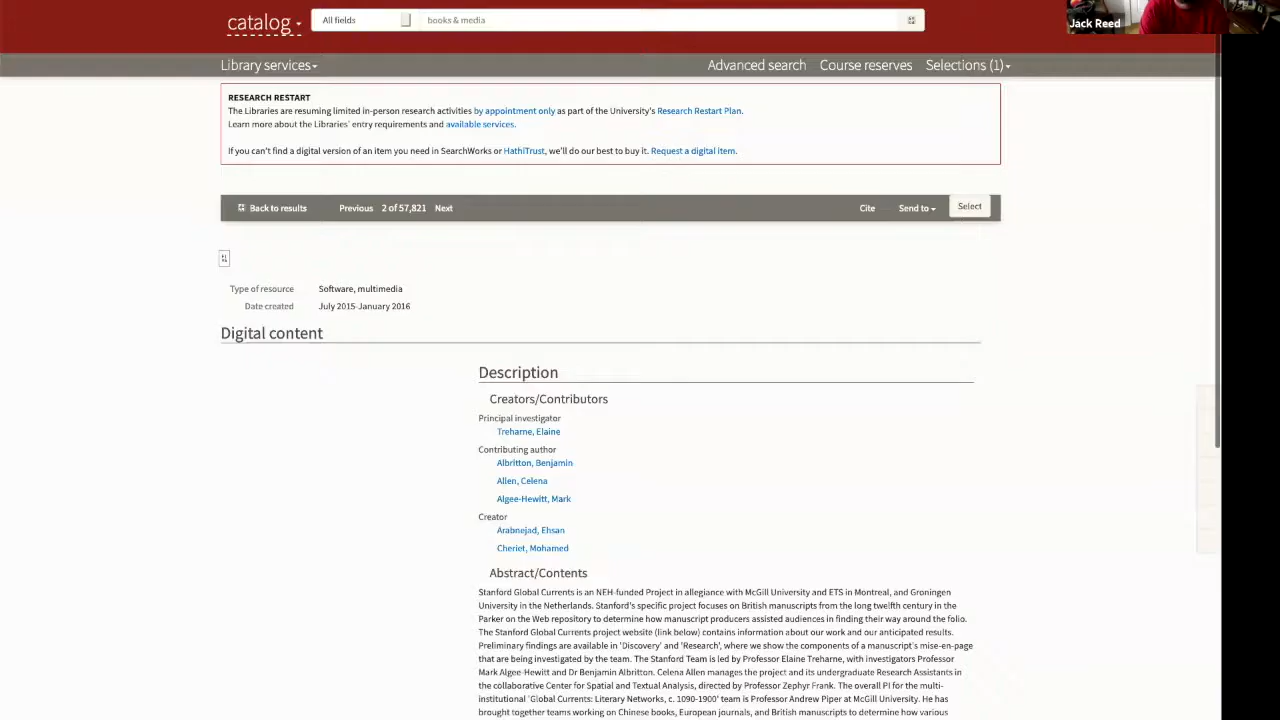 catalog
All fields
books & media
Jack Reed
Library services
Advanced search
Course reserves
Selections (1)
RESEARCH RESTART
The Libraries are resuming limited in-person research activities by appointment only as part of the University's Research Restart Plan.
Learn more about the Libraries' entry requirements and available services.
If you can't find a digital version of an item you need in SearchWorks or HathiTrust, we'll do our best to buy it. Request a digital item.
Back to results
Previous
2 of 57,821
Next
Cite
Send to
Select
Type of resource
Software, multimedia
Date created
July 2015-January 2016
Digital content
Description
Creators/Contributors
Principal investigator
Treharne, Elaine
Contributing author
Albritton, Benjamin
Allen, Celena
Algee-Hewitt, Mark
Creator
Arabnejad, Ehsan
Cheriet, Mohamed
Abstract/Contents
Stanford Global Currents is an NEH-funded Project in allegiance with McGill University and ETS in Montreal, and Groningen
University in the Netherlands. Stanford's specific project focuses on British manuscripts from the long twelfth century in the
Parker on the Web repository to determine how manuscript producers assisted audiences in finding their way around the folio.
The Stanford Global Currents project website (link below) contains information about our work and our anticipated results.
Preliminary findings are available in 'Discovery' and 'Research', where we show the components of a manuscript's mise-en-page
that are being investigated by the team. The Stanford Team is led by Professor Elaine Treharne, with investigators Professor
Mark Algee-Hewitt and Dr Benjamin Albritton. Celena Allen manages the project and its undergraduate Research Assistants in
the collaborative Center for Spatial and Textual Analysis, directed by Professor Zephyr Frank. The overall PI for the multi-
institutional 'Global Currents: Literary Networks, c. 1090-1900' team is Professor Andrew Piper at McGill University. He has
brought together teams working on Chinese books, European journals, and British manuscripts to determine how various